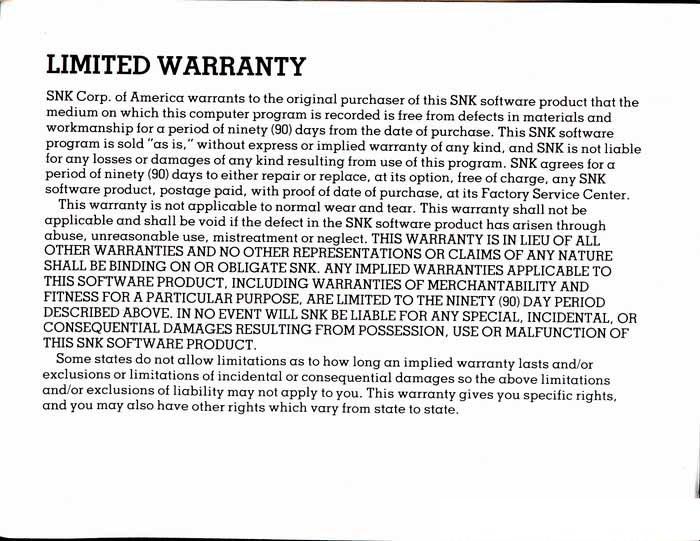 LIMITED WARRANTY
SNK Corp. of America warrants to the original purchaser of this SNK software product that the
medium on which this computer program is recorded is free from defects in materials and
workmanship for a period of ninety (90) days from the date of purchase. This SNK software
program is sold "as is," without express or implied warranty of any kind, and SNK is not liable
for any losses or damages of any kind resulting from use of this program. SNK agrees for a
period of ninety (90) days to either repair or replace, at its option, free of charge, any SNK
software product, postage paid, with proof of date of purchase, at its Factory Service Center.
This warranty is not applicable to normal wear and tear. This warranty shall not be
applicable and shall be void if the defect in the SNK software product has arisen through
abuse, unreasonable use, mistreatment or neglect. THIS WARRANTY IS IN LIEU OF ALL
OTHER WARRANTIES AND NO OTHER REPRESENTATIONS OR CLAIMS OF ANY NATURE
SHALL BE BINDING ON OR OBLIGATE SNK. ANY IMPLIED WARRANTIES APPLICABLE TO
THIS SOFTWARE PRODUCT, INCLUDING WARRANTIES OF MERCHANTABILITY AND
FITNESS FOR A PARTICULAR PURPOSE, ARE LIMITED TO THE NINETY (90) DAY PERIOD
DESCRIBED ABOVE. IN NO EVENT WILL SNK BE LIABLE FOR ANY SPECIAL, INCIDENTAL, OR
CONSEQUENTIAL DAMAGES RESULTING FROM POSSESSION, USE OR MALFUNCTION OF
THIS SNK SOFTWARE PRODUCT.
Some states do not allow limitations as to how long an implied warranty lasts and/or
exclusions or limitations of incidental or consequential damages so the above limitations
and/or exclusions of liability may not apply to you. This warranty gives you specific rights,
and you may also have other rights which vary from state to state.